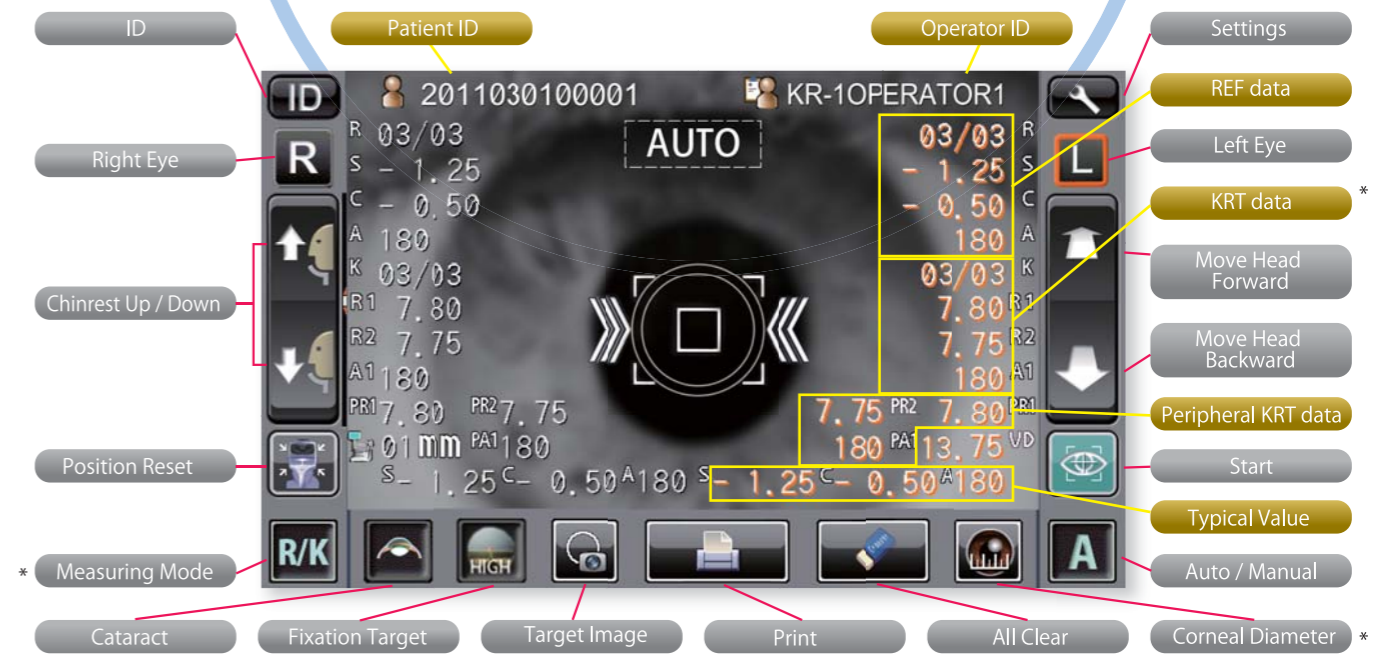 ID
Patient ID
Operator ID
Settings
ID
2011030100001
KR-1OPERATOR1
REF data
R 03/03
AUTO
03/03 R
Right Eye
R
L
Left Eye
S - 1.25
- 1.25 S
C - 0.50
- 0.50 C
KRT data *
A 180
180 A
K 03/03
03/03 K
Move Head
Forward
Chinrest Up / Down
R1 7.80
7.80 R1
R2 7.75
7.75 R2
Move Head
Backward
A1 180
180 A1
PR1 7.80 PR2 7.75
7.75 PR2 7.80 PR1
Peripheral KRT data
01 mm PA1 180
180 PA1 13.75 VD
Position Reset
Start
S - 1.25 C - 0.50 A 180 S - 1.25 C - 0.50 A 180
Typical Value
R/K
HIGH
A
* Measuring Mode
Auto / Manual
Cataract
Fixation Target
Target Image
Print
All Clear
Corneal Diameter *